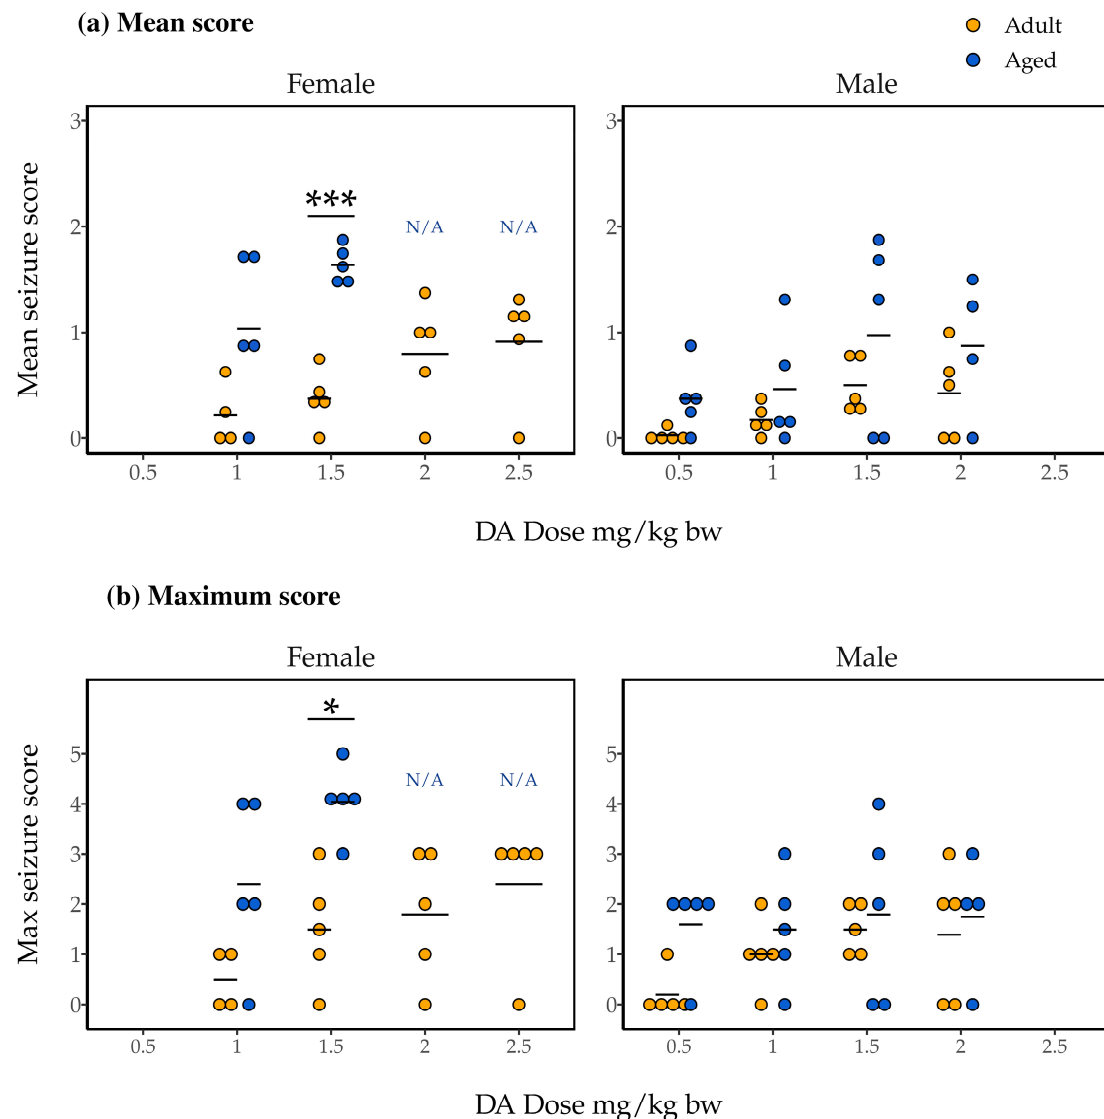 (a) Mean score
Adult
Aged
Female
Male
Mean seizure score
3
2
1
0
***
N/A
N/A
0.5 1 1.5 2 2.5
3
2
1
0
0.5 1 1.5 2 2.5
DA Dose mg/kg bw
(b) Maximum score
Female
Male
Max seizure score
5
4
3
2
1
0
*
N/A
N/A
0.5 1 1.5 2 2.5
5
4
3
2
1
0
0.5 1 1.5 2 2.5
DA Dose mg/kg bw